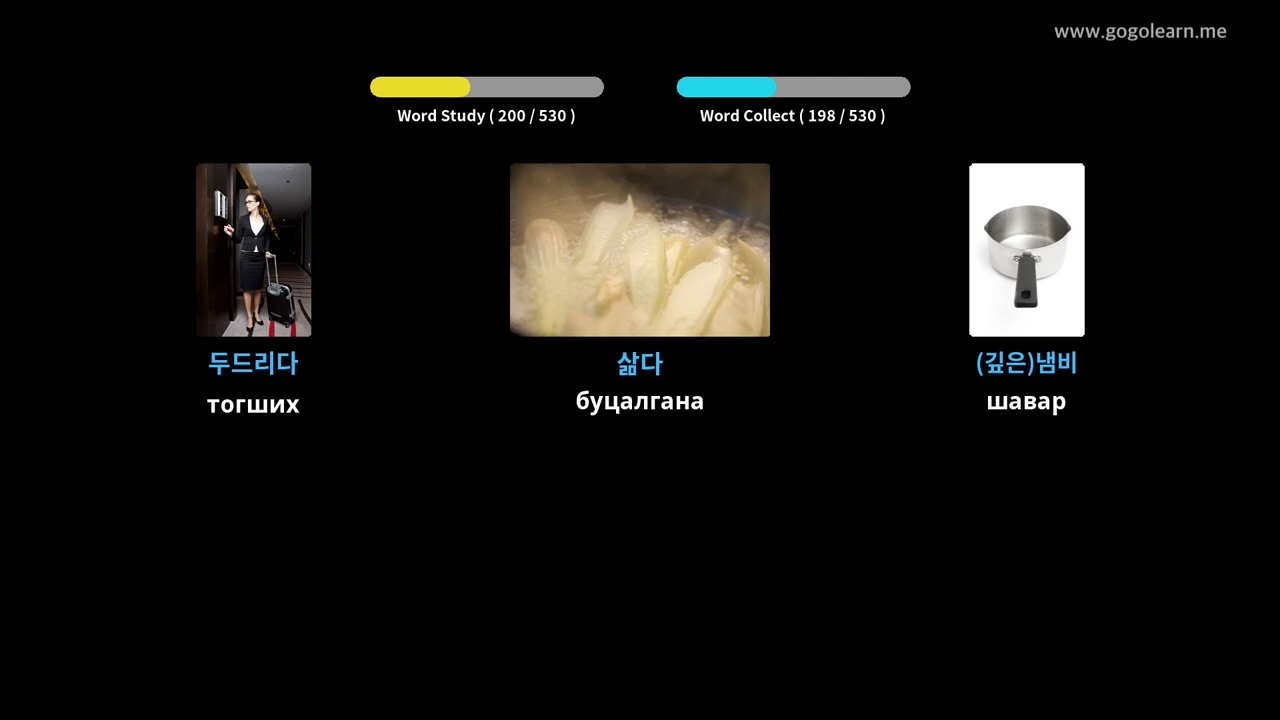 www.gogolearn.me
Word Study ( 200 / 530 )
Word Collect ( 198 / 530 )
두드리다
삶다
(깊은)냄비
тогших
буцалгана
шавар